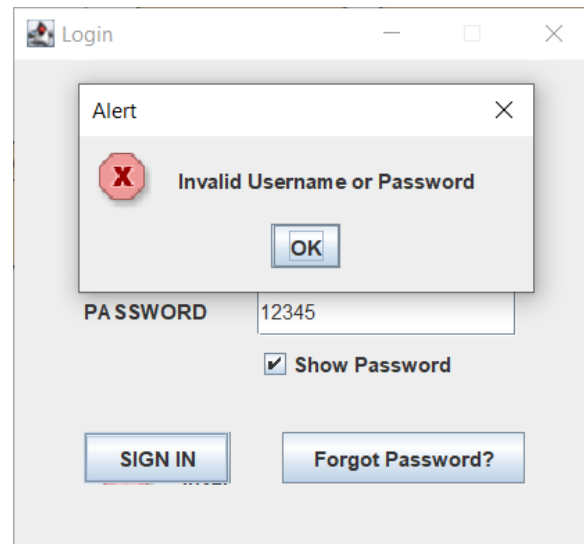 Login
Alert
Invalid Username or Password
OK
PASSWORD 12345
Show Password
SIGN IN Forgot Password?